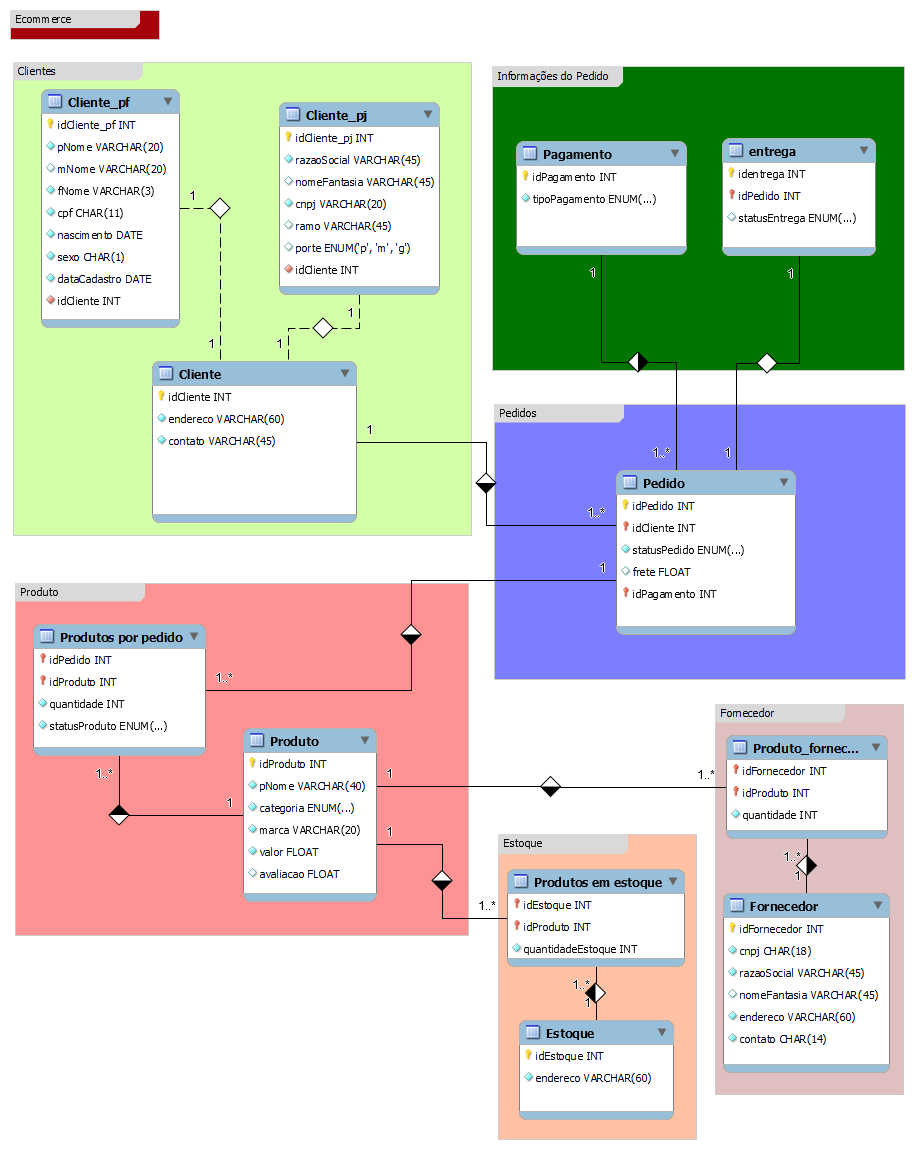 Ecommerce
Clientes
Cliente_pf
idCliente_pf INT
pNome VARCHAR(20)
mNome VARCHAR(20)
fNome VARCHAR(3)
cpf CHAR(11)
nascimento DATE
sexo CHAR(1)
dataCadastro DATE
idCliente INT
1
1
Cliente_pj
idCliente_pj INT
razaoSocial VARCHAR(45)
nomeFantasia VARCHAR(45)
cnpj VARCHAR(20)
ramo VARCHAR(45)
porte ENUM('p', 'm', 'g')
idCliente INT
1
1
Cliente
idCliente INT
endereco VARCHAR(60)
contato VARCHAR(45)
1
1..*
Informações do Pedido
Pagamento
idPagamento INT
tipoPagamento ENUM(...)
1
1..*
entrega
identrega INT
idPedido INT
statusEntrega ENUM(...)
1
1
Pedidos
Pedido
idPedido INT
idCliente INT
statusPedido ENUM(...)
frete FLOAT
idPagamento INT
1
1..*
Produto
Produtos por pedido
idPedido INT
idProduto INT
quantidade INT
statusProduto ENUM(...)
1..*
1
Produto
idProduto INT
pNome VARCHAR(40)
categoria ENUM(...)
marca VARCHAR(20)
valor FLOAT
avaliacao FLOAT
1
1..*
1
1..*
Fornecedor
Produto_fornec...
idFornecedor INT
idProduto INT
quantidade INT
1..*
1
Fornecedor
idFornecedor INT
cnpj CHAR(18)
razaoSocial VARCHAR(45)
nomeFantasia VARCHAR(45)
endereco VARCHAR(60)
contato CHAR(14)
Estoque
Produtos em estoque
idEstoque INT
idProduto INT
quantidadeEstoque INT
1..*
1
Estoque
idEstoque INT
endereco VARCHAR(60)